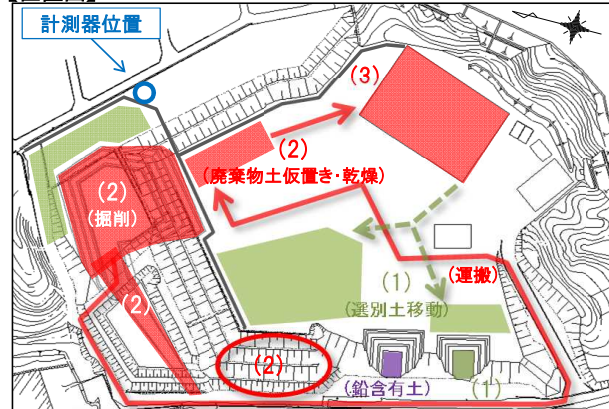 計測器位置
(3)
(2)
(廃棄物土仮置き・乾燥)
(2)
(掘削)
(2)
(運搬)
(1)
(選別土移動)
(2)
(鉛含有土)
(1)